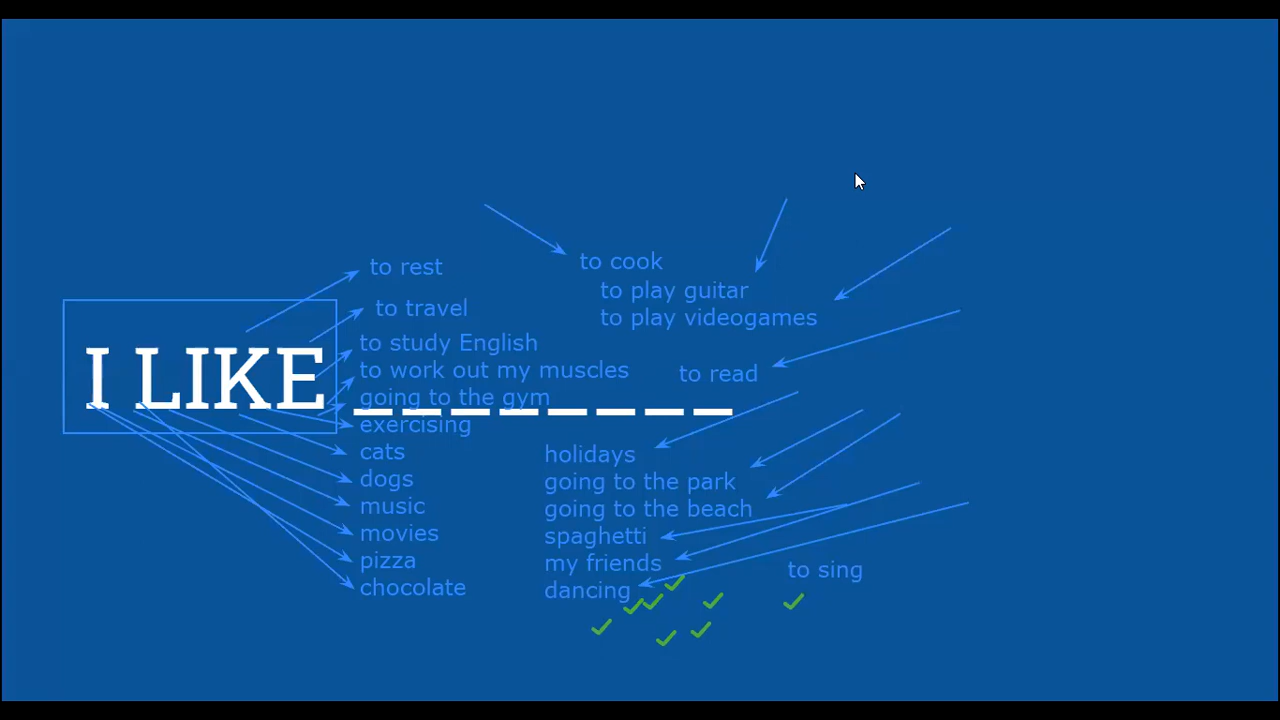 I LIKE
to rest
to travel
to study English
to work out my muscles
going to the gym
exercising
cats
dogs
music
movies
pizza
chocolate
to cook
to play guitar
to play videogames
to read
holidays
going to the park
going to the beach
spaghetti
my friends
dancing
to sing